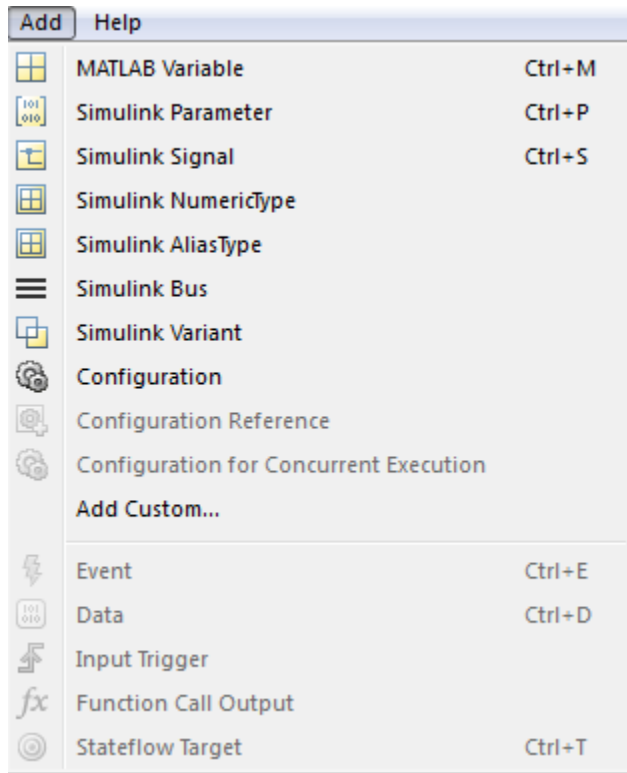 Add Help
MATLAB Variable Ctrl+M
Simulink Parameter Ctrl+P
Simulink Signal Ctrl+S
Simulink NumericType
Simulink AliasType
Simulink Bus
Simulink Variant
Configuration
Configuration Reference
Configuration for Concurrent Execution
Add Custom...
Event Ctrl+E
Data Ctrl+D
Input Trigger
fx Function Call Output
Stateflow Target Ctrl+T